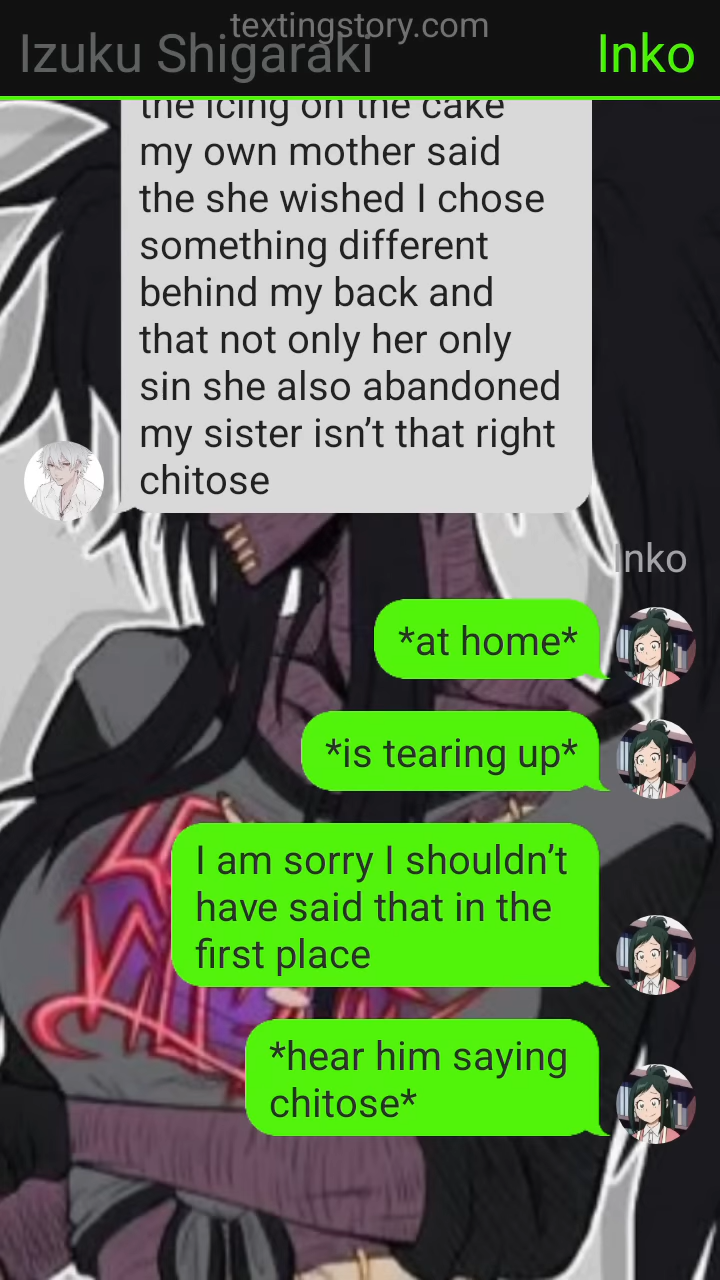 textingstory.com
Izuku Shigaraki
Inko
the icing on the cake
my own mother said
the she wished I chose
something different
behind my back and
that not only her only
sin she also abandoned
my sister isn’t that right
chitose
Inko
*at home*
*is tearing up*
I am sorry I shouldn’t
have said that in the
first place
*hear him saying
chitose*